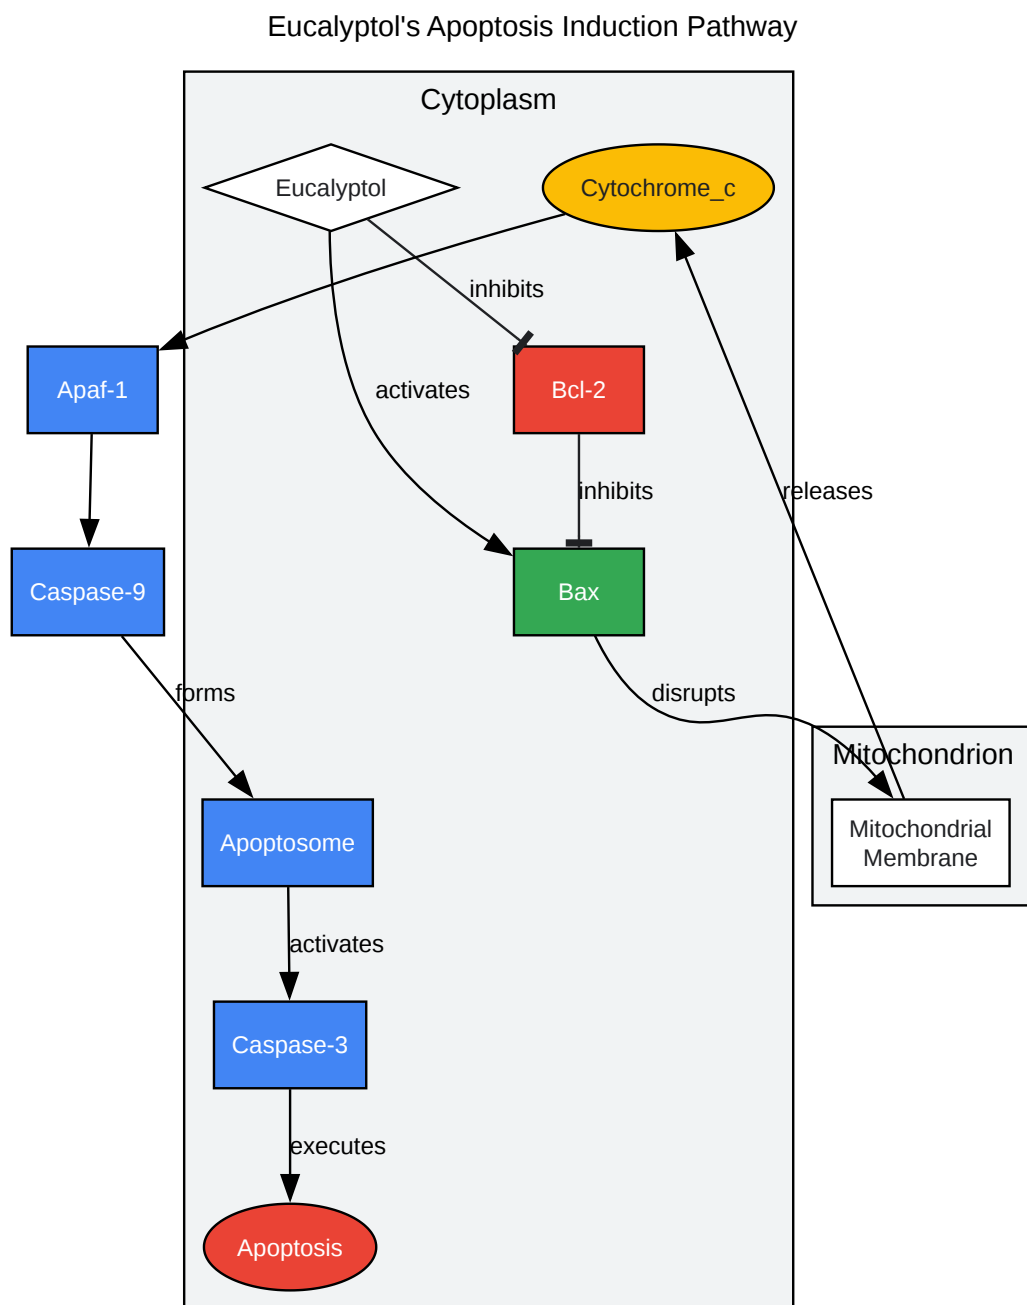 Eucalyptol's Apoptosis Induction Pathway
Cytoplasm
Eucalyptol
Cytochrome_c
inhibits
Apaf-1
activates
Bcl-2
inhibits
releases
Caspase-9
Bax
forms
disrupts
Mitochondrion
Apoptosome
Mitochondrial
Membrane
activates
Caspase-3
executes
Apoptosis